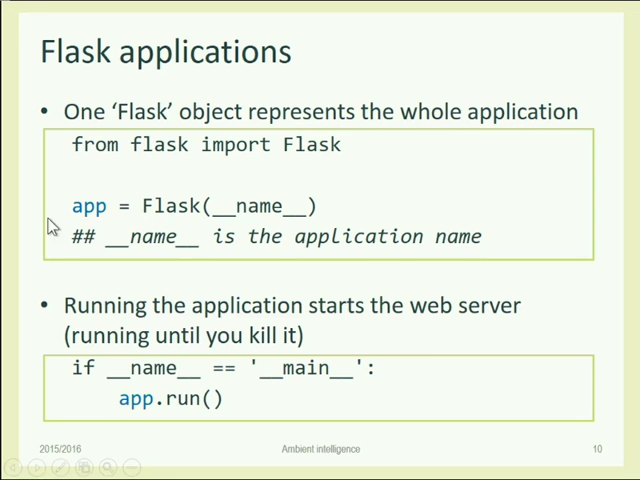 Flask applications
• One ‘Flask’ object represents the whole application
from flask import Flask
app = Flask(__name__)
## __name__ is the application name
• Running the application starts the web server
(running until you kill it)
if __name__ == '__main__':
app.run()
2015/2016
Ambient intelligence
10